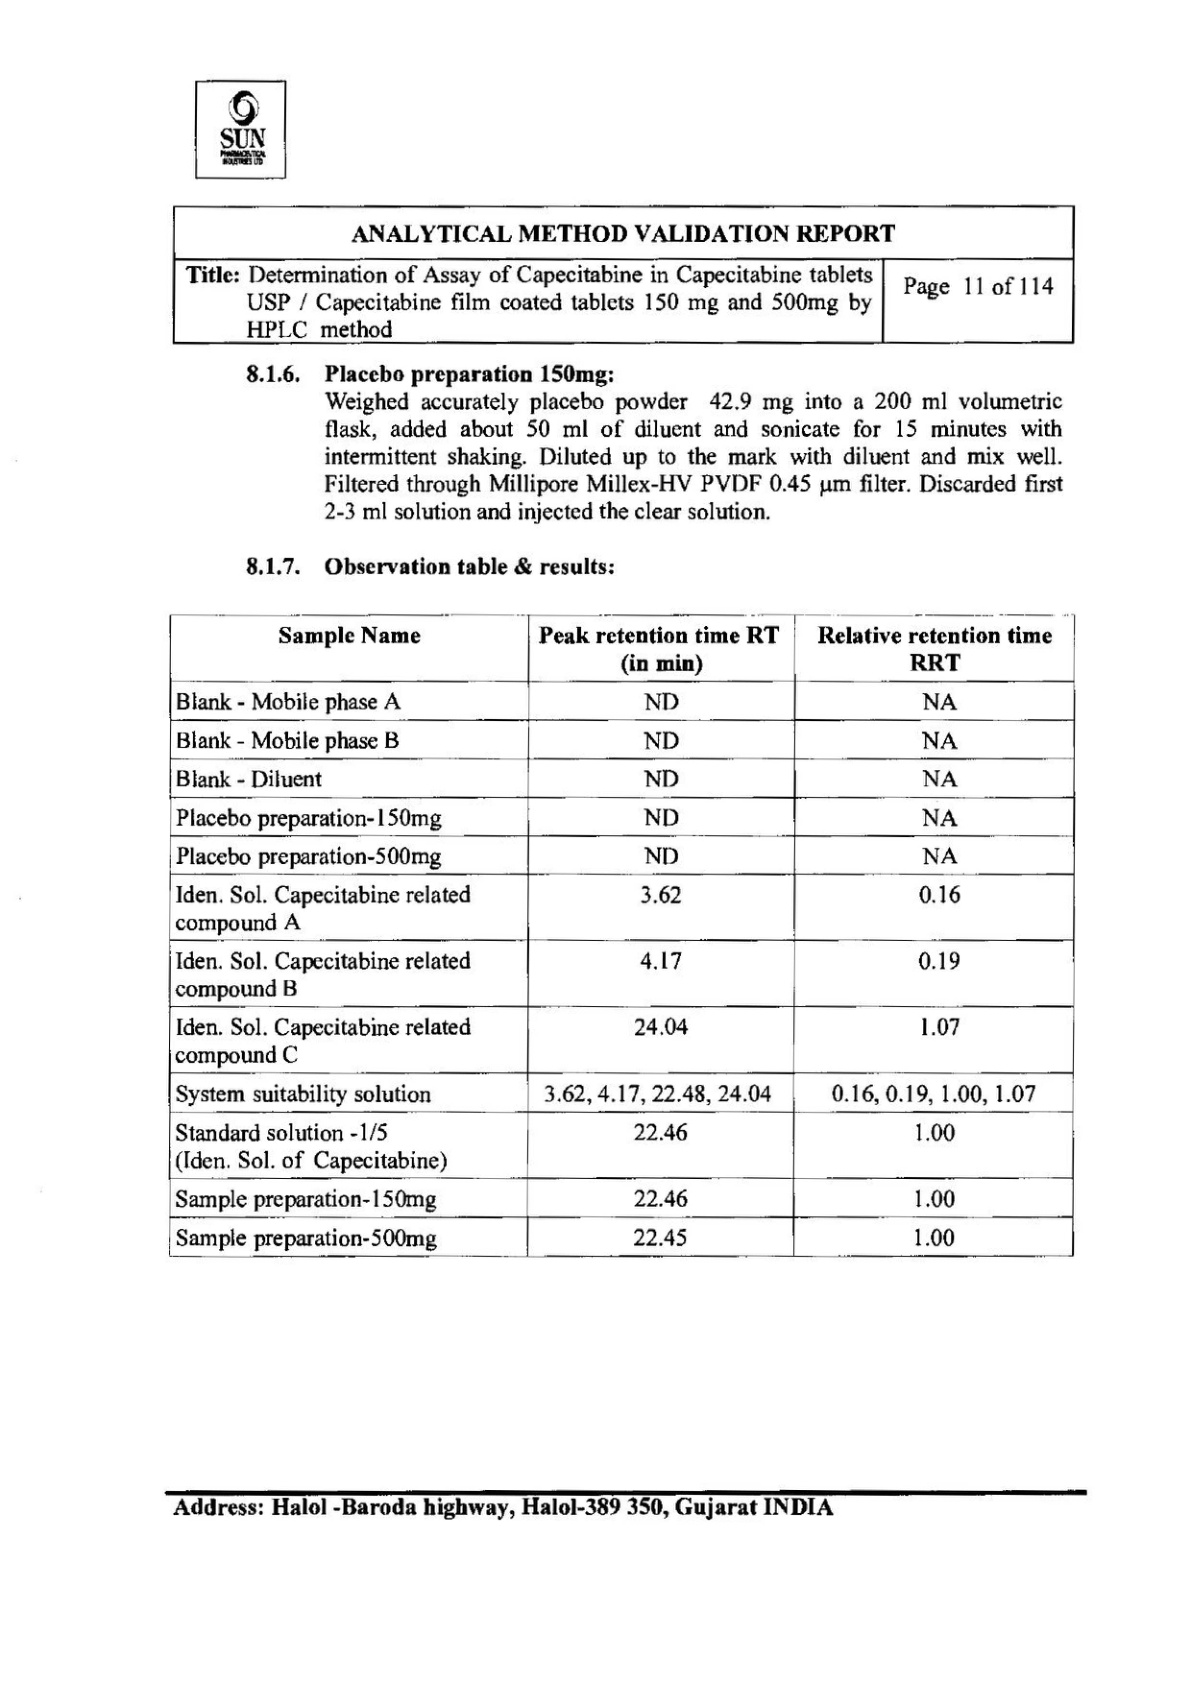 SUN
PHARMACEUTICAL
INDUSTRIES LTD
ANALYTICAL METHOD VALIDATION REPORT
Title: Determination of Assay of Capecitabine in Capecitabine tablets
USP / Capecitabine film coated tablets 150 mg and 500mg by
HPLC method
Page 11 of 114
8.1.6. Placebo preparation 150mg:
Weighed accurately placebo powder 42.9 mg into a 200 ml volumetric
flask, added about 50 ml of diluent and sonicate for 15 minutes with
intermittent shaking. Diluted up to the mark with diluent and mix well.
Filtered through Millipore Millex-HV PVDF 0.45 µm filter. Discarded first
2-3 ml solution and injected the clear solution.
8.1.7. Observation table & results:
Sample Name Peak retention time RT Relative retention time
(in min) RRT
Blank - Mobile phase A ND NA
Blank - Mobile phase B ND NA
Blank - Diluent ND NA
Placebo preparation-150mg ND NA
Placebo preparation-500mg ND NA
Iden. Sol. Capecitabine related 3.62 0.16
compound A
Iden. Sol. Capecitabine related 4.17 0.19
compound B
Iden. Sol. Capecitabine related 24.04 1.07
compound C
System suitability solution 3.62, 4.17, 22.48, 24.04 0.16, 0.19, 1.00, 1.07
Standard solution -1/5 22.46 1.00
(Iden. Sol. of Capecitabine)
Sample preparation-150mg 22.46 1.00
Sample preparation-500mg 22.45 1.00
Address: Halol -Baroda highway, Halol-389 350, Gujarat INDIA